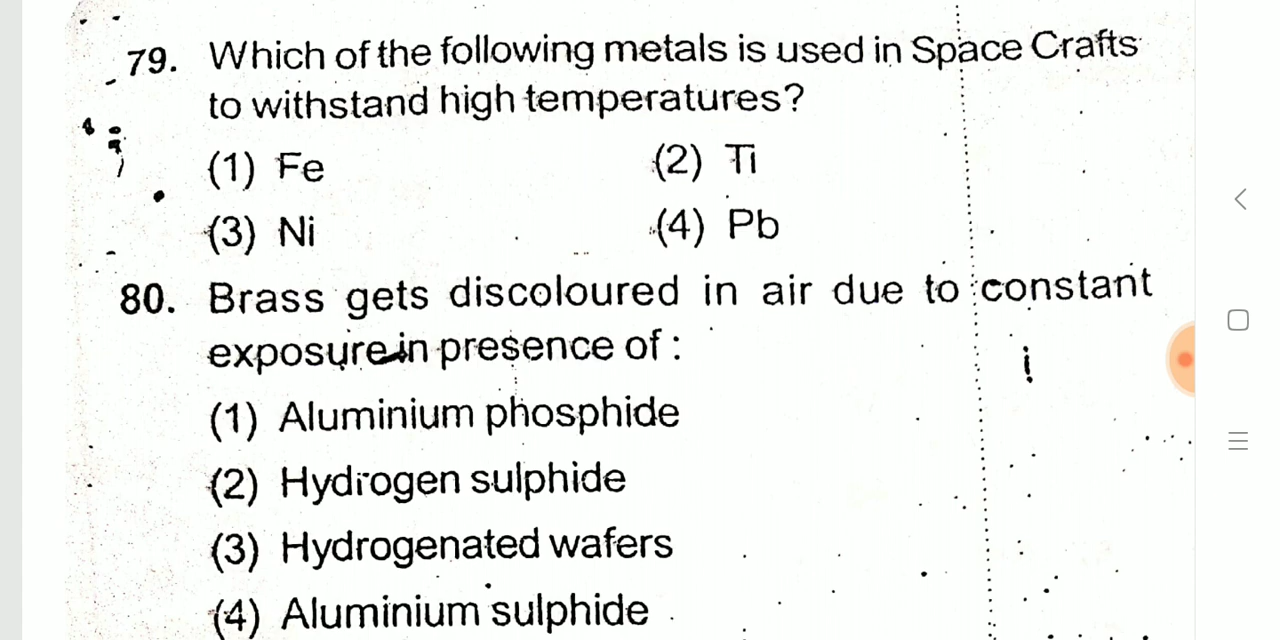 79. Which of the following metals is used in Space Crafts
to withstand high temperatures?
(1) Fe (2) Ti
(3) Ni (4) Pb
80. Brass gets discoloured in air due to constant
exposure in presence of :
(1) Aluminium phosphide
(2) Hydrogen sulphide
(3) Hydrogenated wafers
(4) Aluminium sulphide